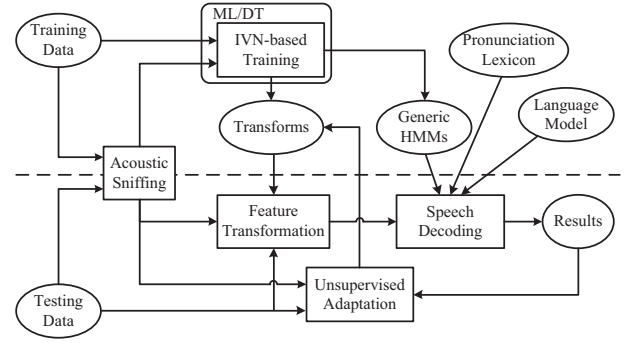 ML/DT
Training
Data
IVN-based
Training
Pronunciation
Lexicon
Language
Model
Transforms
Generic
HMMs
Acoustic
Sniffing
Feature
Transformation
Speech
Decoding
Results
Unsupervised
Adaptation
Testing
Data